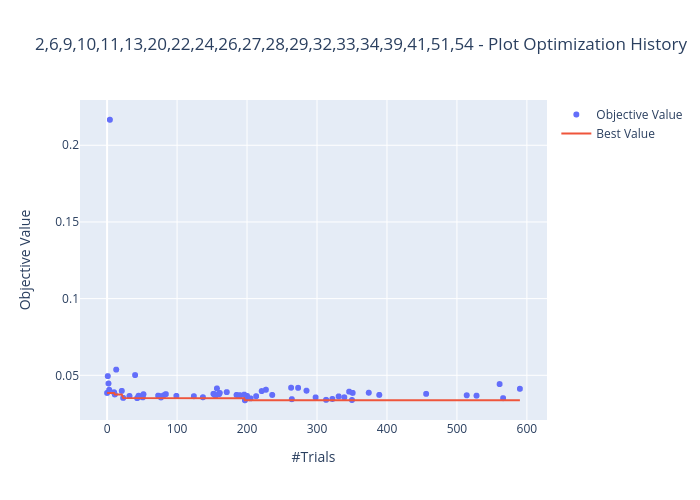 2,6,9,10,11,13,20,22,24,26,27,28,29,32,33,34,39,41,51,54 - Plot Optimization History
Objective Value
Best Value
0.2
0.15
0.1
0.05
Objective Value
0
100
200
300
400
500
600
#Trials